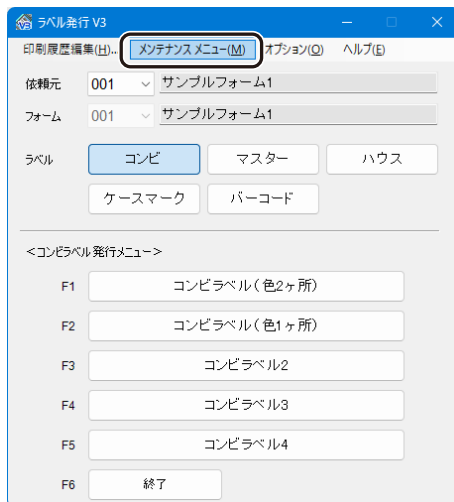 ラベル発行 V3
印刷履歴編集(H)... メンテナンス メニュー(M) オプション(O) ヘルプ(E)
依頼元 001 サンプルフォーム1
フォーム 001 サンプルフォーム1
ラベル コンビ マスター ハウス
ケースマーク バーコード
<コンビラベル発行メニュー>
F1 コンビラベル(色2ヶ所)
F2 コンビラベル(色1ヶ所)
F3 コンビラベル2
F4 コンビラベル3
F5 コンビラベル4
F6 終了